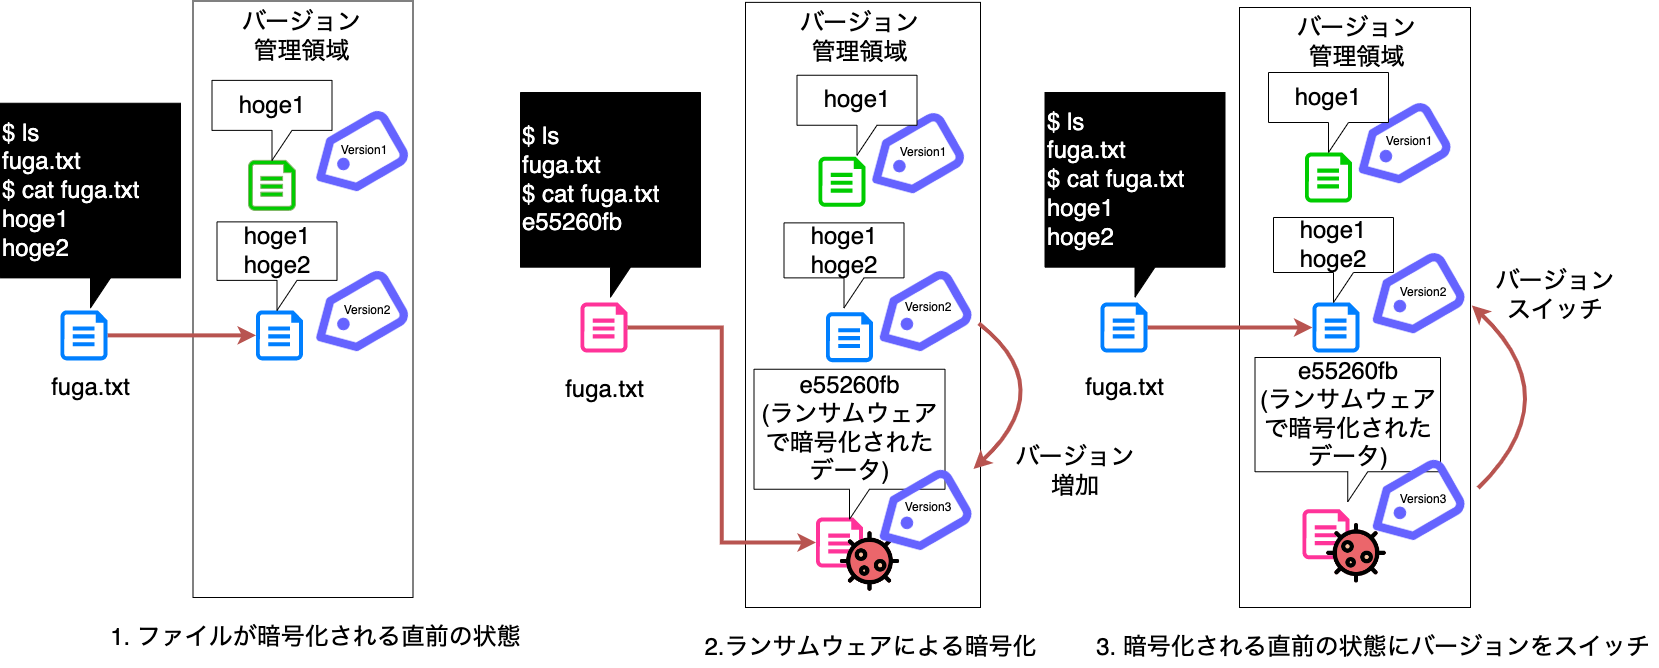 バージョン
管理領域
hoge1
Version1
$ ls
fuga.txt
$ cat fuga.txt
hoge1
hoge2
hoge1
hoge2
Version2
fuga.txt
1. ファイルが暗号化される直前の状態
バージョン
管理領域
hoge1
Version1
$ ls
fuga.txt
$ cat fuga.txt
e55260fb
hoge1
hoge2
Version2
fuga.txt
e55260fb
(ランサムウェア
で暗号化された
データ)
Version3
バージョン
増加
2.ランサムウェアによる暗号化
バージョン
管理領域
hoge1
Version1
$ ls
fuga.txt
$ cat fuga.txt
hoge1
hoge2
hoge1
hoge2
Version2
バージョン
スイッチ
fuga.txt
e55260fb
(ランサムウェア
で暗号化された
データ)
Version3
3. 暗号化される直前の状態にバージョンをスイッチ